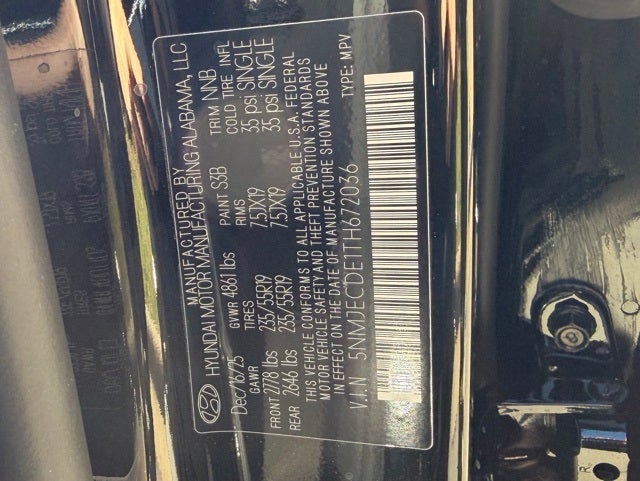 MANUFACTURED BY
HYUNDAI MOTOR MANUFACTURING ALABAMA, LLC
Dec/16/25 GVWR 4861 lbs PAINT S3B TRIM NNB
GAWR TIRES RIMS COLD TIRE INFL
FRONT 2778 lbs 235/55R19 7.5JX19 35 psi SINGLE
REAR 2646 lbs 235/55R19 7.5JX19 35 psi SINGLE
THIS VEHICLE CONFORMS TO ALL APPLICABLE U.S.A. FEDERAL
MOTOR VEHICLE SAFETY AND THEFT PREVENTION STANDARDS
IN EFFECT ON THE DATE OF MANUFACTURE SHOWN ABOVE
V.I.N 5NMJECDE1TH672036 TYPE: MPV